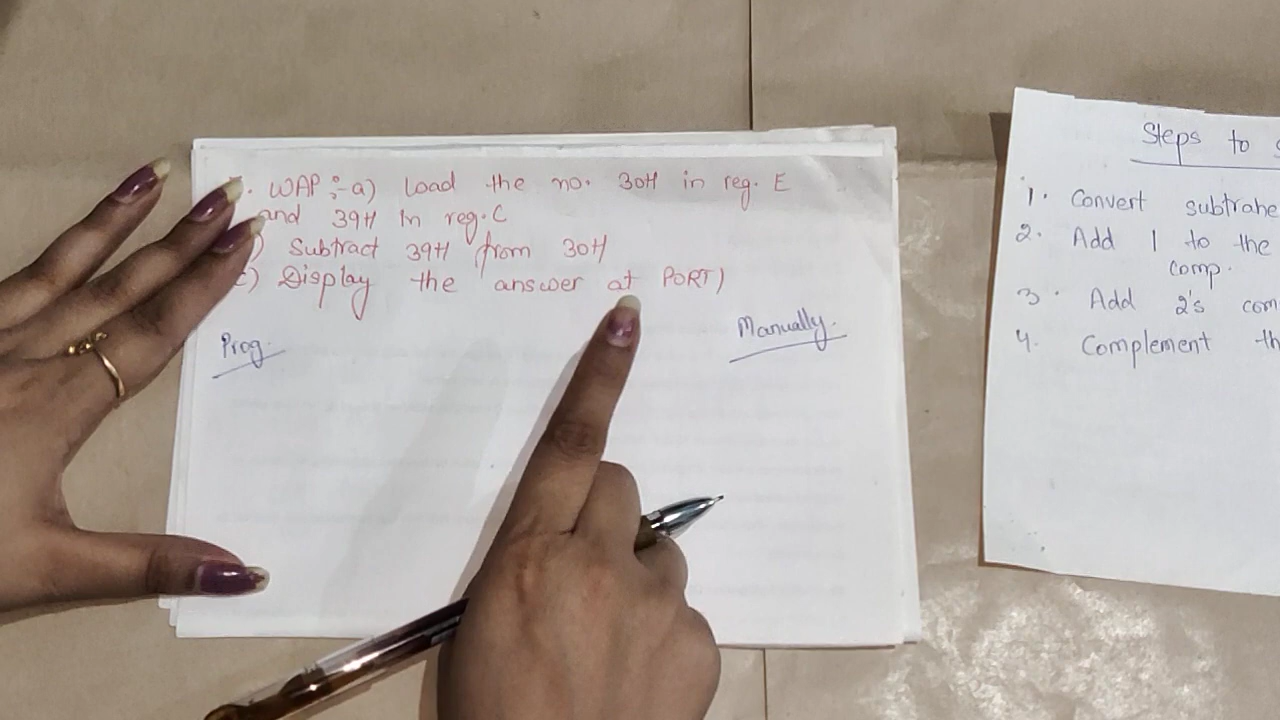 WAP :- a) Load the no. 30H in reg. E
and 39H in reg. C
) Subtract 39H from 30H
c) Display the answer at PORT1
Prog.
Manually.
Steps to
1. Convert subtrahe
2. Add 1 to the
comp.
3. Add 2's com
4. Complement th